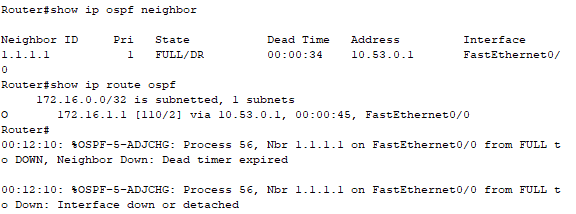 Router#show ip ospf neighbor
Neighbor ID     Pri   State           Dead Time   Address         Interface
1.1.1.1           1   FULL/DR         00:00:34    10.53.0.1       FastEthernet0/
0
Router#show ip route ospf
     172.16.0.0/32 is subnetted, 1 subnets
O       172.16.1.1 [110/2] via 10.53.0.1, 00:00:45, FastEthernet0/0
Router#
00:12:10: %OSPF-5-ADJCHG: Process 56, Nbr 1.1.1.1 on FastEthernet0/0 from FULL t
o DOWN, Neighbor Down: Dead timer expired
00:12:10: %OSPF-5-ADJCHG: Process 56, Nbr 1.1.1.1 on FastEthernet0/0 from FULL t
o Down: Interface down or detached